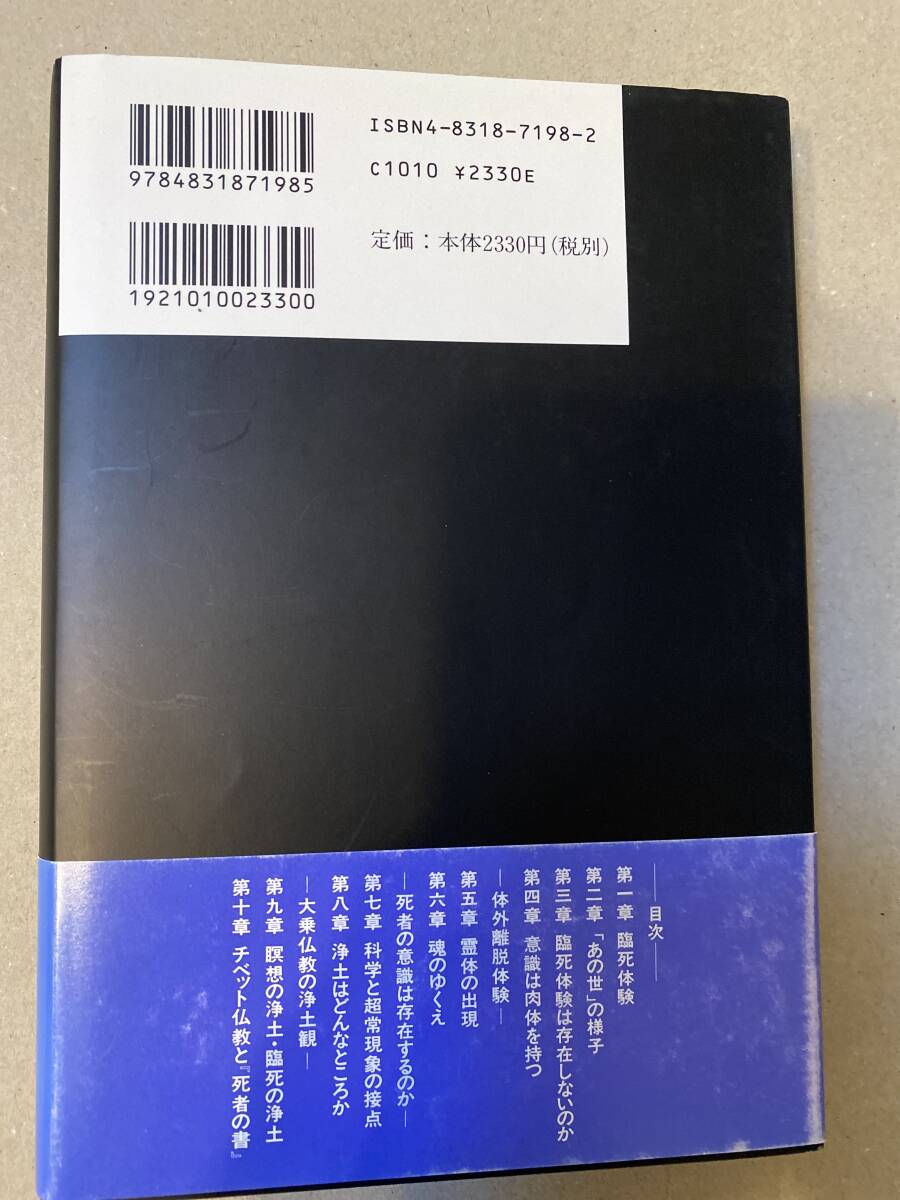 ISBN4-8318-7198-2
9784831871985
C1010 ¥2330E
定価:本体2330円(税別)
1921010023300
——目次——
第一章 臨死体験
第二章 「あの世」の様子
第三章 臨死体験は存在しないのか
第四章 意識は肉体を持つ
—体外離脱体験—
第五章 霊体の出現
第六章 魂のゆくえ
—死者の意識は存在するのか—
第七章 科学と超常現象の接点
第八章 浄土はどんなところか
—大乗仏教の浄土観—
第九章 瞑想の浄土・臨死の浄土
第十章 チベット仏教と『死者の書』